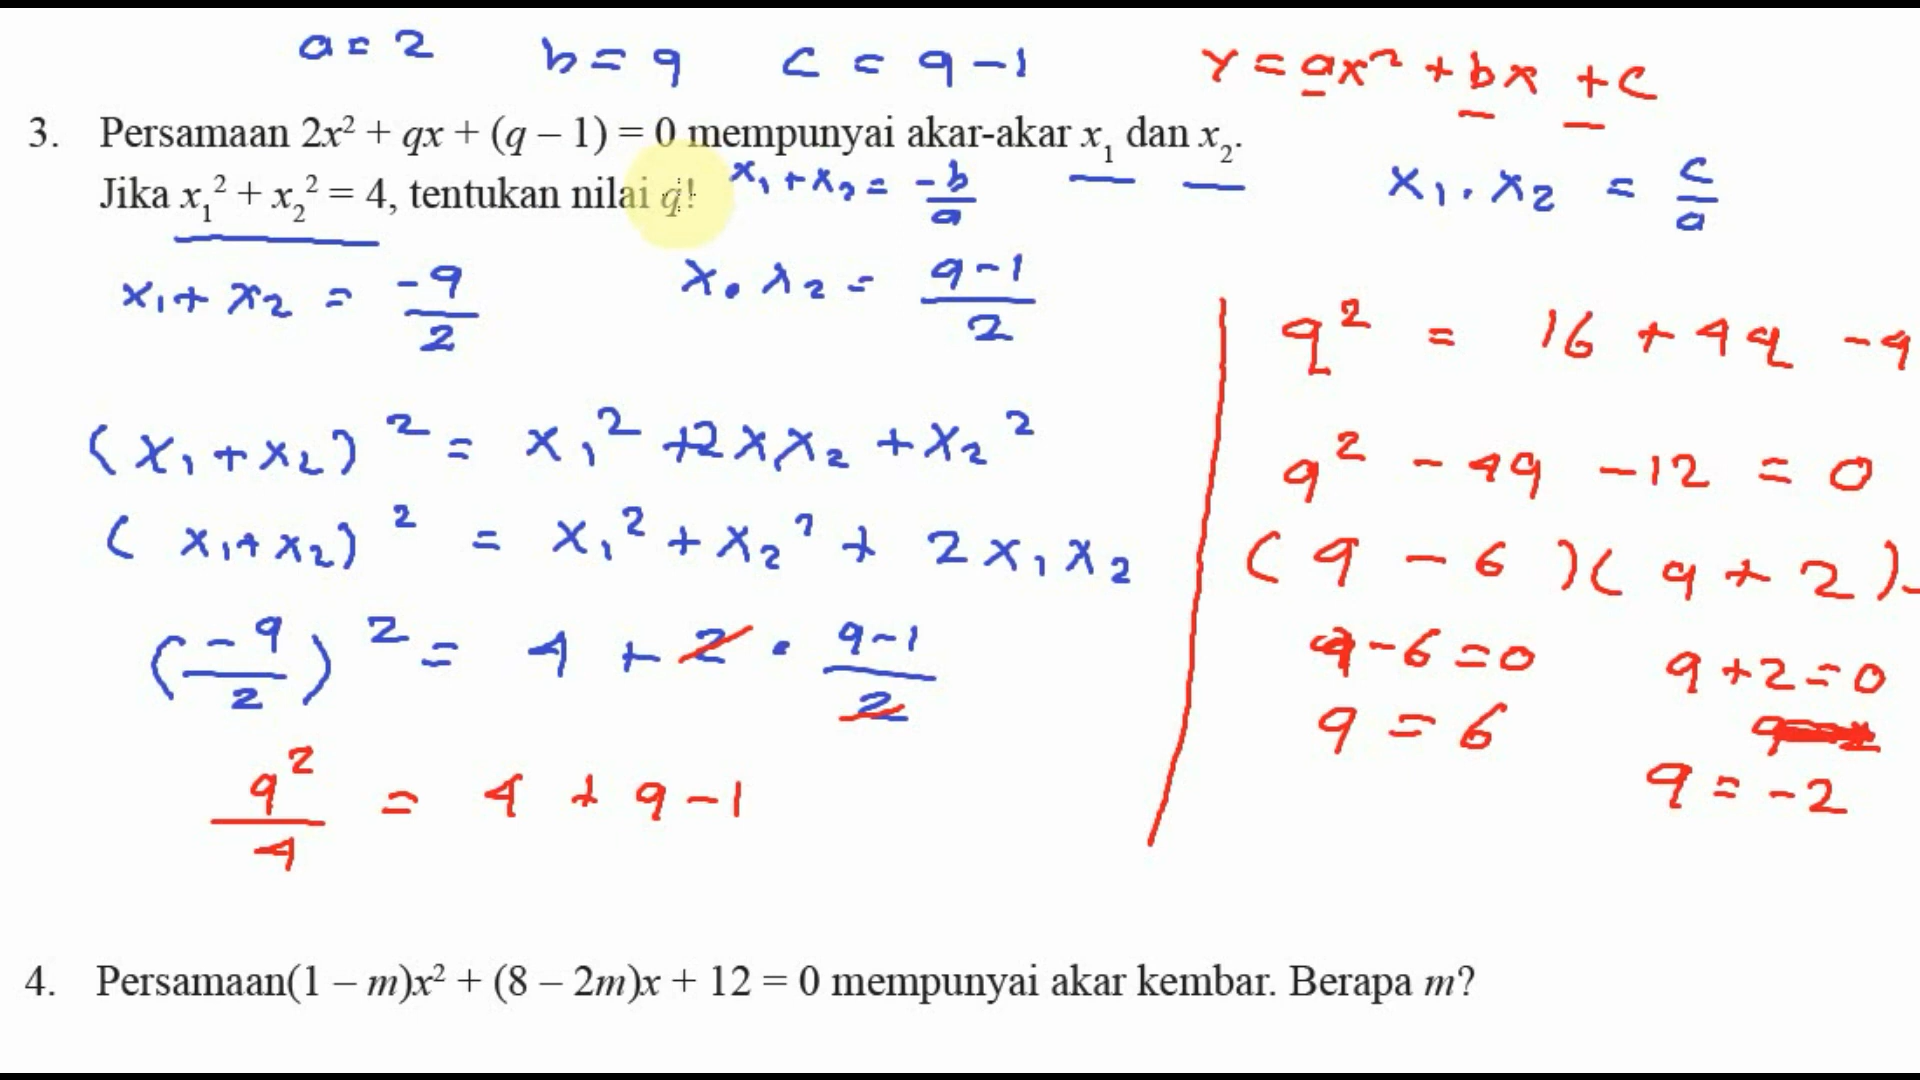 a = 2 b = q c = q - 1 y = ax² + bx + c
3. Persamaan 2x² + qx + (q – 1) = 0 mempunyai akar-akar x₁ dan x₂.
Jika x₁² + x₂² = 4, tentukan nilai q!
x₁ + x₂ = -b/a x₁ . x₂ = c/a
x₁ + x₂ = -q/2 x . x₂ = q-1/2
(x₁ + x₂)² = x₁² + 2xx₂ + x₂²
(x₁ + x₂)² = x₁² + x₂² + 2x₁x₂
(-q/2)² = 4 + 2 . q-1/2
q²/4 = 4 + q - 1
q² = 16 + 4q - 4
q² - 4q - 12 = 0
(q - 6)(q + 2) =
q - 6 = 0 q + 2 = 0
q = 6
q = -2
4. Persamaan(1 – m)x² + (8 – 2m)x + 12 = 0 mempunyai akar kembar. Berapa m?